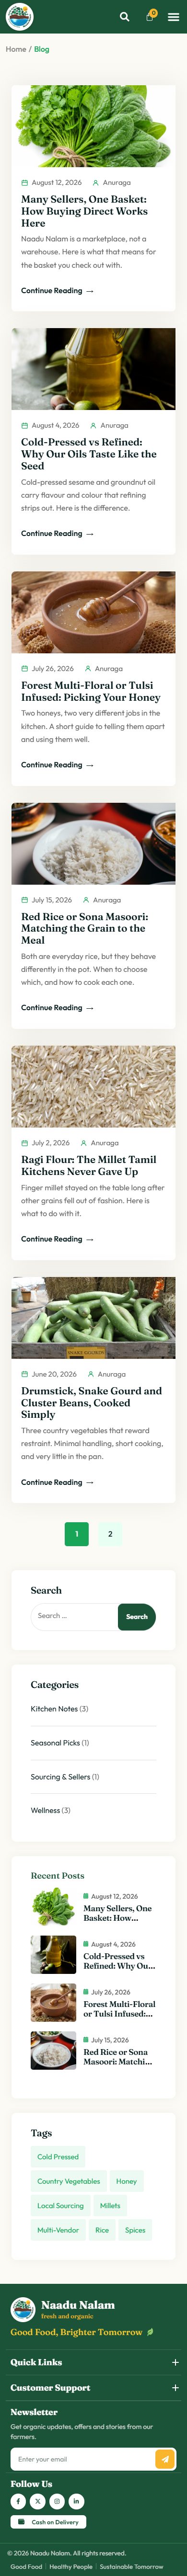 0
Home / Blog
August 12, 2026 Anuraga
Many Sellers, One Basket:
How Buying Direct Works
Here
Naadu Nalam is a marketplace, not a
warehouse. Here is what that means for
the basket you check out with.
Continue Reading →
August 4, 2026 Anuraga
Cold-Pressed vs Refined:
Why Our Oils Taste Like the
Seed
Cold-pressed sesame and groundnut oil
carry flavour and colour that refining
strips out. Here is the difference.
Continue Reading →
July 26, 2026 Anuraga
Forest Multi-Floral or Tulsi
Infused: Picking Your Honey
Two honeys, two very different jobs in the
kitchen. A short guide to telling them apart
and using them well.
Continue Reading →
July 15, 2026 Anuraga
Red Rice or Sona Masoori:
Matching the Grain to the
Meal
Both are everyday rice, but they behave
differently in the pot. When to choose
which, and how to cook each one.
Continue Reading →
July 2, 2026 Anuraga
Ragi Flour: The Millet Tamil
Kitchens Never Gave Up
Finger millet stayed on the table long after
other grains fell out of fashion. Here is
what to do with it.
Continue Reading →
SNAKE GOURDS
June 20, 2026 Anuraga
Drumstick, Snake Gourd and
Cluster Beans, Cooked
Simply
Three country vegetables that reward
restraint. Minimal handling, short cooking,
and very little in the pan.
Continue Reading →
1 2
Search
Search ... Search
Categories
Kitchen Notes (3)
Seasonal Picks (1)
Sourcing & Sellers (1)
Wellness (3)
Recent Posts
August 12, 2026
Many Sellers, One
Basket: How...
August 4, 2026
Cold-Pressed vs
Refined: Why Ou...
July 26, 2026
Forest Multi-Floral
or Tulsi Infused:...
July 15, 2026
Red Rice or Sona
Masoori: Matchi...
Tags
Cold Pressed
Country Vegetables Honey
Local Sourcing Millets
Multi-Vendor Rice Spices
Naadu Nalam
Fresh and organic
Good Food, Brighter Tomorrow
Quick Links +
Customer Support +
Newsletter
Get organic updates, offers and stories from our
farmers.
Enter your email
Follow Us
Cash on Delivery
© 2026 Naadu Nalam. All rights reserved.
Good Food | Healthy People | Sustainable Tomorrow